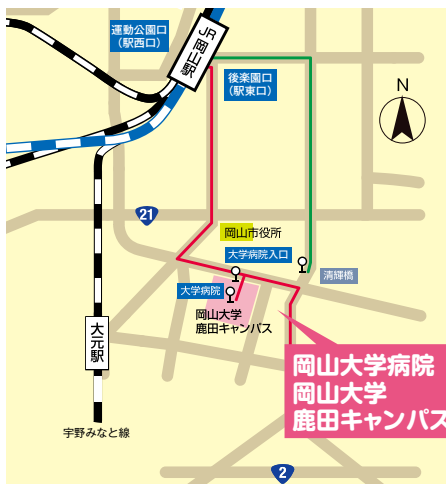 運動公園口
（駅西口）
JR岡山駅
後楽園口
（駅東口）
N
21
岡山市役所
大学病院入口
清輝橋
大学病院
岡山大学
鹿田キャンパス
大元駅
岡山大学病院
岡山大学
鹿田キャンパス
宇野みなと線
2